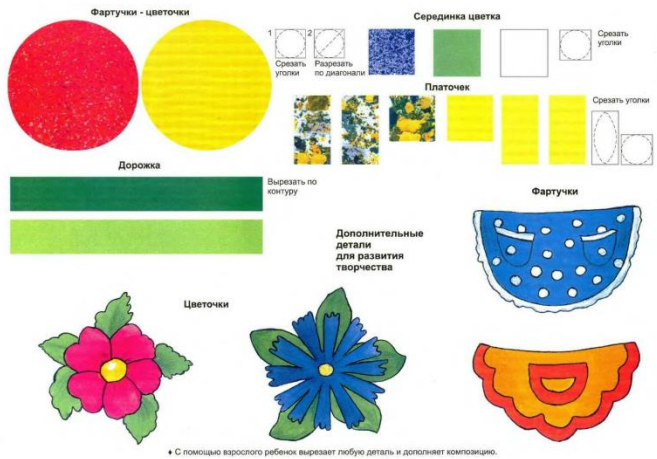 Фартучки - цветочки
Серединка цветка
1
2
Срезать
уголки
Разрезать
по диагонали
Срезать
уголки
Платочек
Срезать уголки
Дорожка
Вырезать по
контуру
Фартучки
Дополнительные
детали
для развития
творчества
Цветочки
♦ С помощью взрослого ребенок вырезает любую деталь и дополняет композицию.